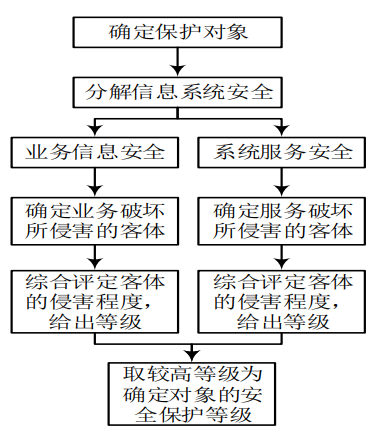 确定保护对象
分解信息系统安全
业务信息安全
系统服务安全
确定业务破坏
所侵害的客体
确定服务破坏
所侵害的客体
综合评定客体
的侵害程度，
给出等级
综合评定客体
的侵害程度，
给出等级
取较高等级为
确定对象的安
全保护等级